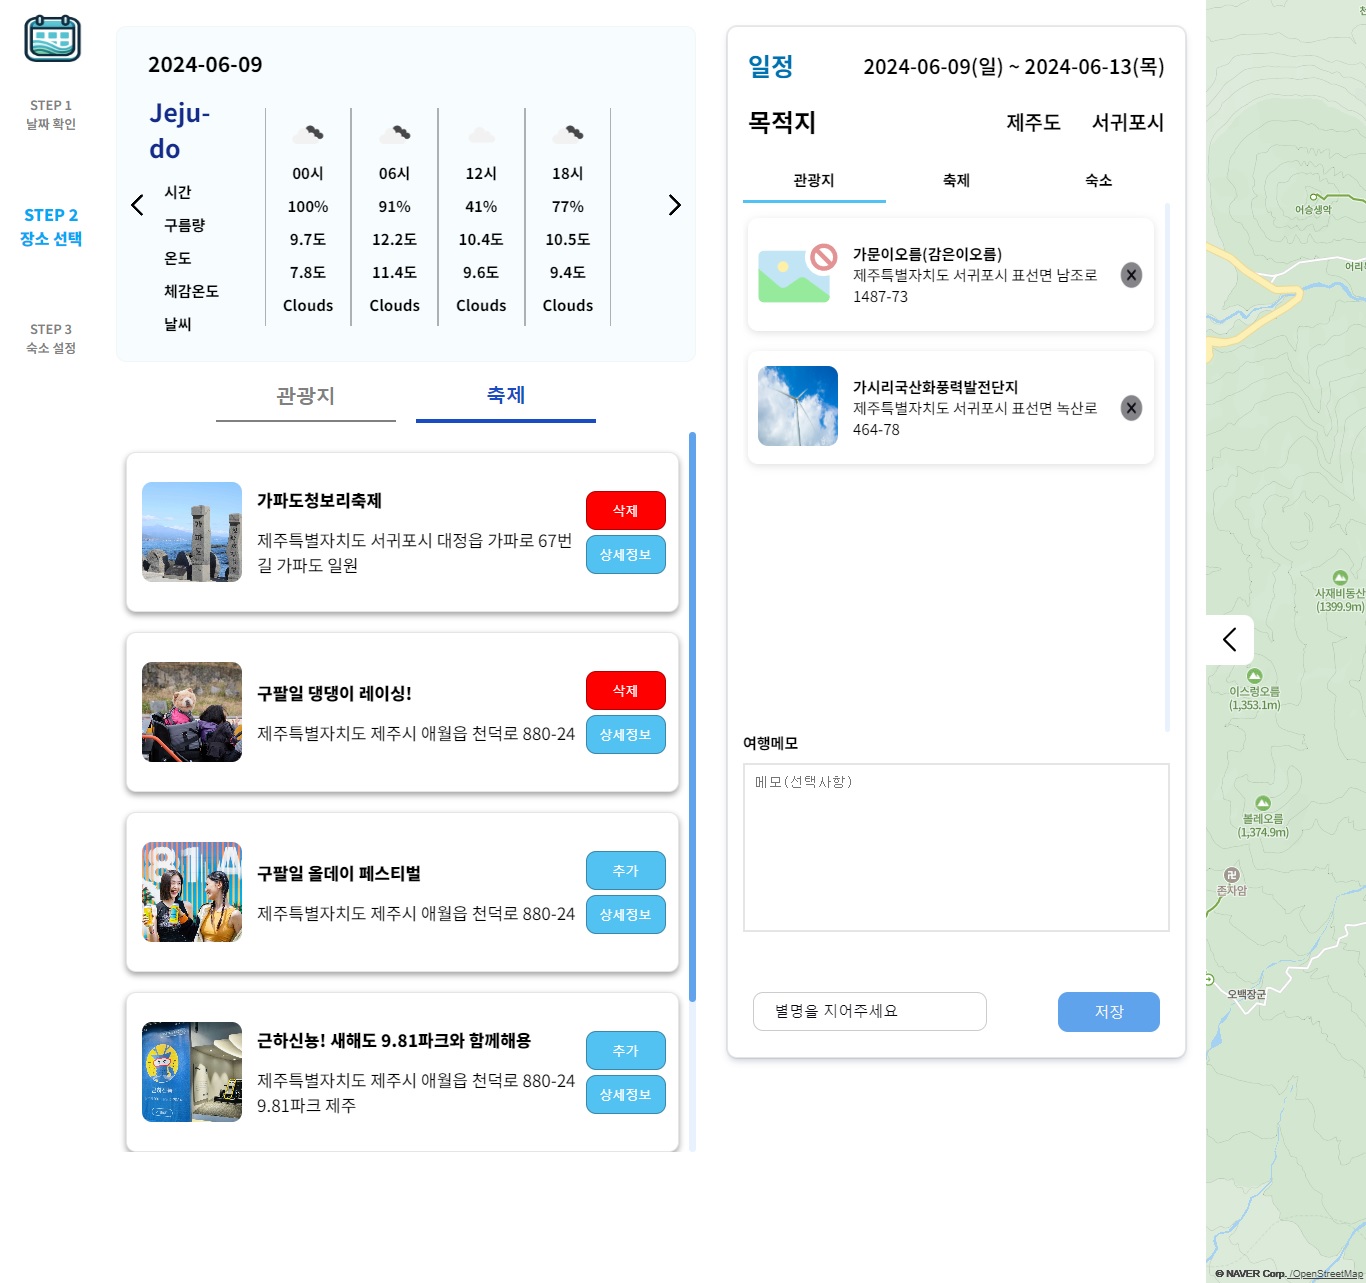 STEP 1
날짜 확인
STEP 2
장소 선택
STEP 3
숙소 설정
2024-06-09
Jeju-
do
시간
구름량
온도
체감온도
날씨
00시
100%
9.7도
7.8도
Clouds
06시
91%
12.2도
11.4도
Clouds
12시
41%
10.4도
9.6도
Clouds
18시
77%
10.5도
9.4도
Clouds
관광지
축제
가파도청보리축제
제주특별자치도 서귀포시 대정읍 가파로 67번
길 가파도 일원
삭제
상세정보
구팔일 댕댕이 레이싱!
제주특별자치도 제주시 애월읍 천덕로 880-24
삭제
상세정보
구팔일 올데이 페스티벌
제주특별자치도 제주시 애월읍 천덕로 880-24
추가
상세정보
근하신뇽! 새해도 9.81파크와 함께해용
제주특별자치도 제주시 애월읍 천덕로 880-24
9.81파크 제주
추가
상세정보
일정
2024-06-09(일) ~ 2024-06-13(목)
목적지
제주도 서귀포시
관광지
축제
숙소
가문이오름(감은이오름)
제주특별자치도 서귀포시 표선면 남조로
1487-73
X
가시리국산화풍력발전단지
제주특별자치도 서귀포시 표선면 녹산로
464-78
X
여행메모
메모(선택사항)
별명을 지어주세요
저장
어승생악
어리
사재비동산
(1399.9m)
이스렁오름
(1,353.1m)
볼레오름
(1,374.9m)
존자암
오백장군
© NAVER Corp. /OpenStreetMap